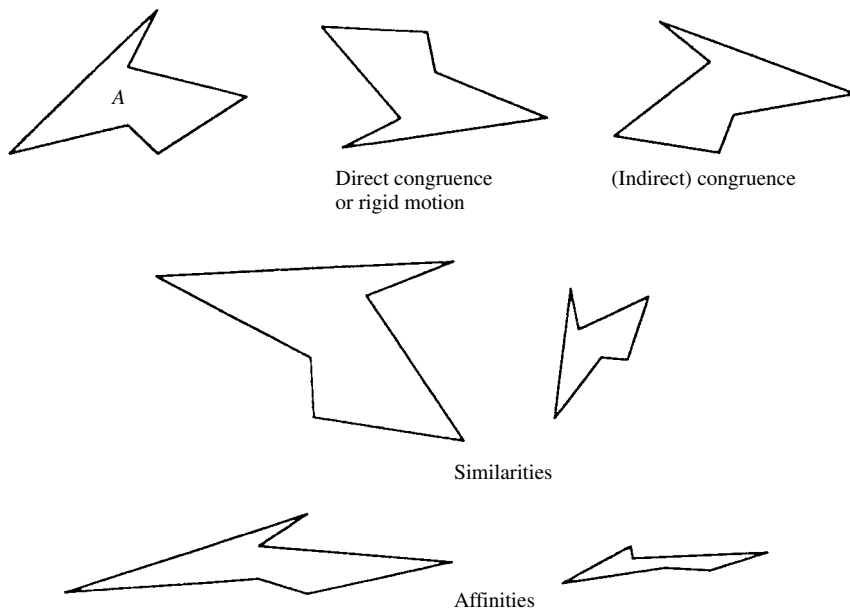 A
Direct congruence
or rigid motion
(Indirect) congruence
Similarities
Affinities